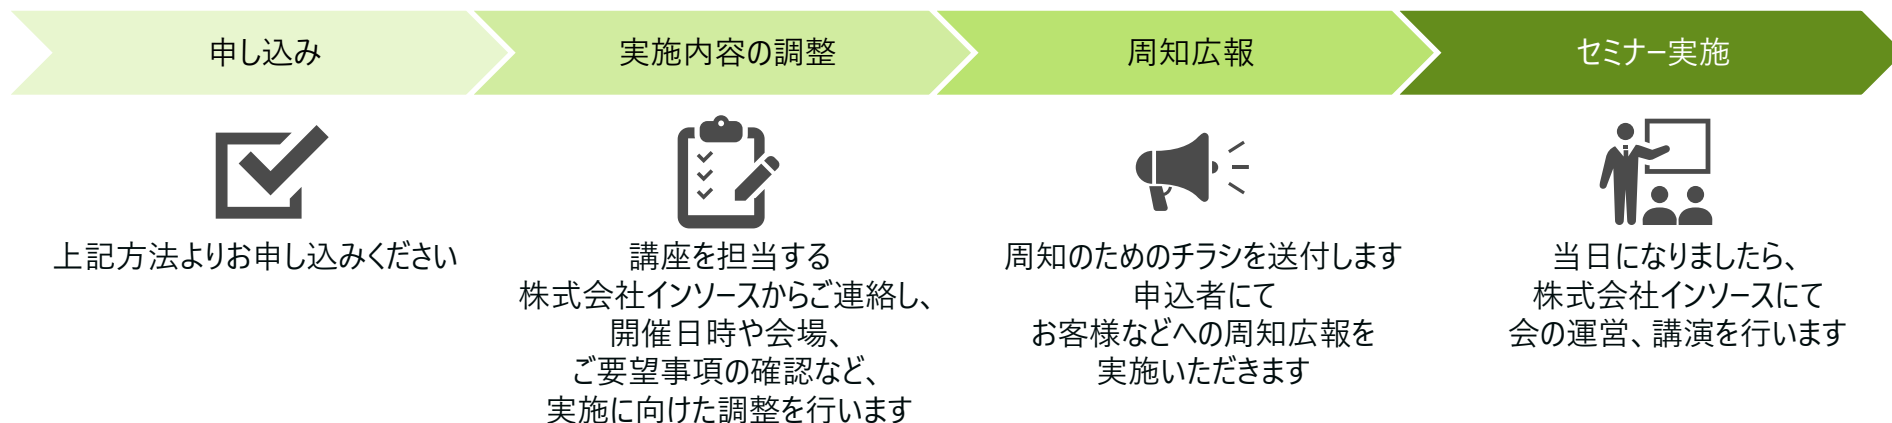 申し込み
実施内容の調整
周知広報
セミナー実施
上記方法よりお申し込みください
講座を担当する
株式会社インソースからご連絡し、
開催日時や会場、
ご要望事項の確認など、
実施に向けた調整を行います
周知のためのチラシを送付します
申込者にて
お客様などへの周知広報を
実施いただきます
当日になりましたら、
株式会社インソースにて
会の運営、講演を行います